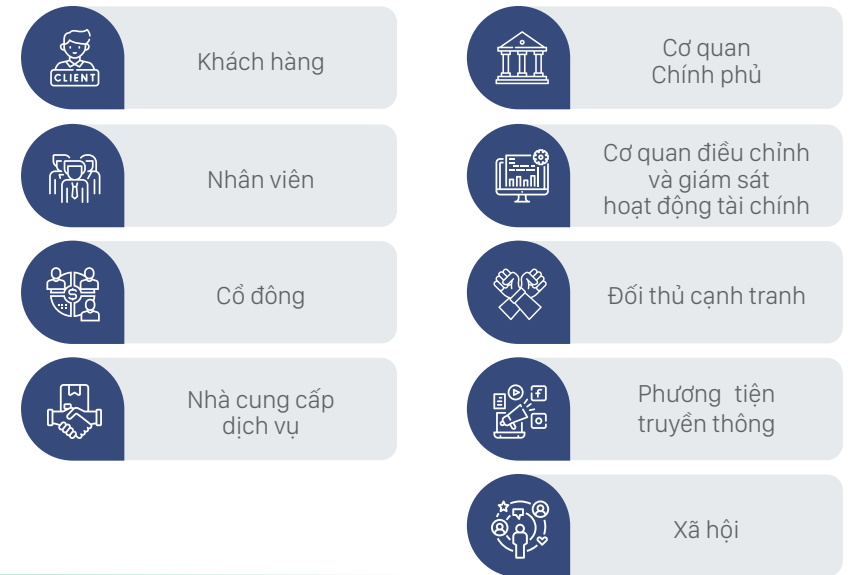 CLIENT
Khách hàng
Nhân viên
Cổ đông
Nhà cung cấp
dịch vụ
Cơ quan
Chính phủ
Cơ quan điều chỉnh
và giám sát
hoạt động tài chính
Đối thủ cạnh tranh
Phương tiện
truyền thông
Xã hội